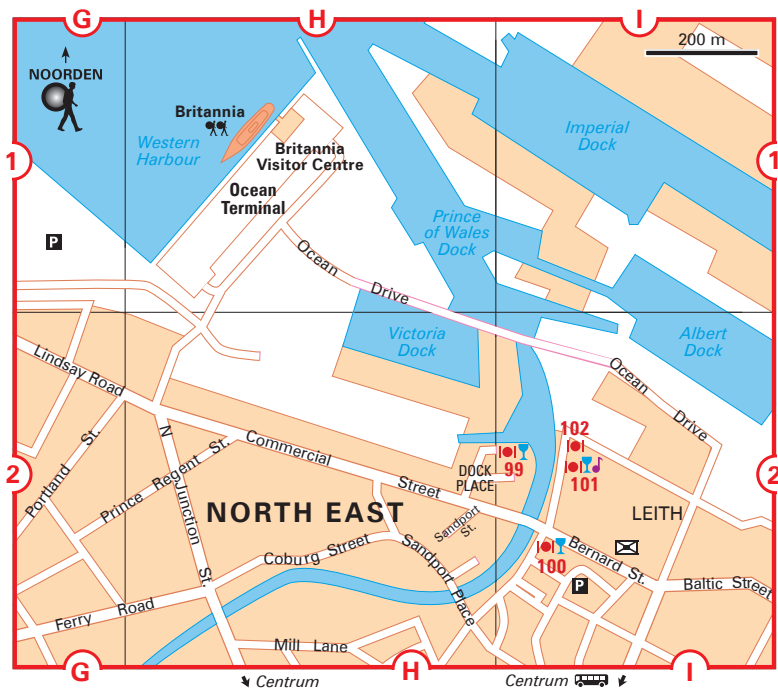 G
H
I
200 m
NOORDEN
Britannia
Western
Harbour
Britannia
Visitor Centre
Ocean
Terminal
Imperial
Dock
1
1
Prince
of Wales
Dock
P
Ocean Drive
Victoria
Dock
Albert
Dock
Lindsay Road
Ocean Drive
N Junction St.
Commercial Street
Portland St.
Prince Regent St.
102
99
101
2
2
DOCK
PLACE
NORTH EAST
LEITH
Sandport
St.
Coburg Street
Sandport Place
100
Bernard St.
P
Baltic Street
Ferry Road
Mill Lane
G
H
I
Centrum
Centrum